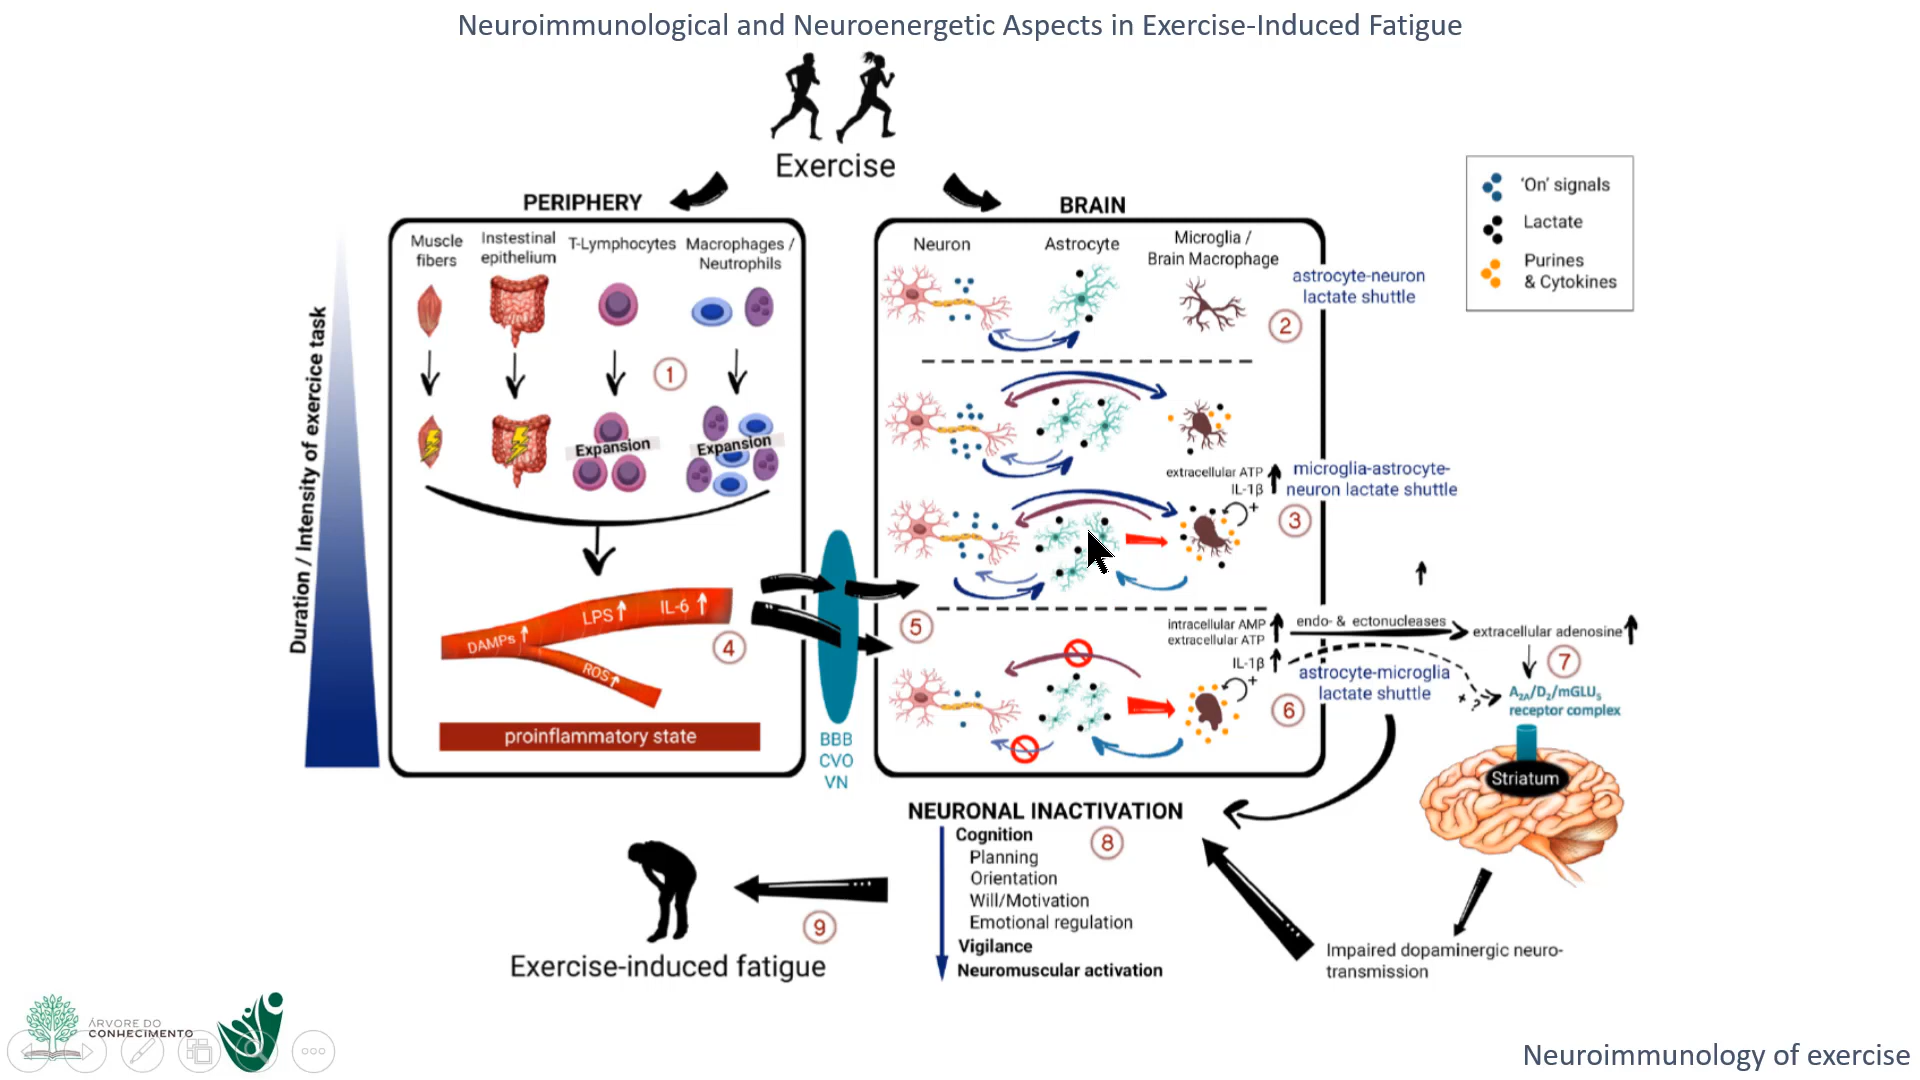 Neuroimmunological and Neuroenergetic Aspects in Exercise-Induced Fatigue
Exercise
PERIPHERY
BRAIN
'On' signals
Lactate
Purines
& Cytokines
Duration / Intensity of exercice task
Muscle
fibers
Instestinal
epithelium
T-Lymphocytes
Macrophages /
Neutrophils
1
Expansion
Expansion
DAMPs
LPS
IL-6
ROS
4
proinflammatory state
BBB
CVO
VN
Neuron
Astrocyte
Microglia /
Brain Macrophage
astrocyte-neuron
lactate shuttle
2
extracellular ATP
IL-1β
microglia-astrocyte-
neuron lactate shuttle
3
+
5
intracellular AMP
extracellular ATP
IL-1β
+
endo- & ectonucleases
extracellular adenosine
7
astrocyte-microglia
lactate shuttle
6
+ ?
A2A/D2/mGLU5
receptor complex
Striatum
Impaired dopaminergic neuro-
transmission
NEURONAL INACTIVATION
8
Cognition
Planning
Orientation
Will/Motivation
Emotional regulation
Vigilance
Neuromuscular activation
9
Exercise-induced fatigue
ÁRVORE DO
CONHECIMENTO
Neuroimmunology of exercise